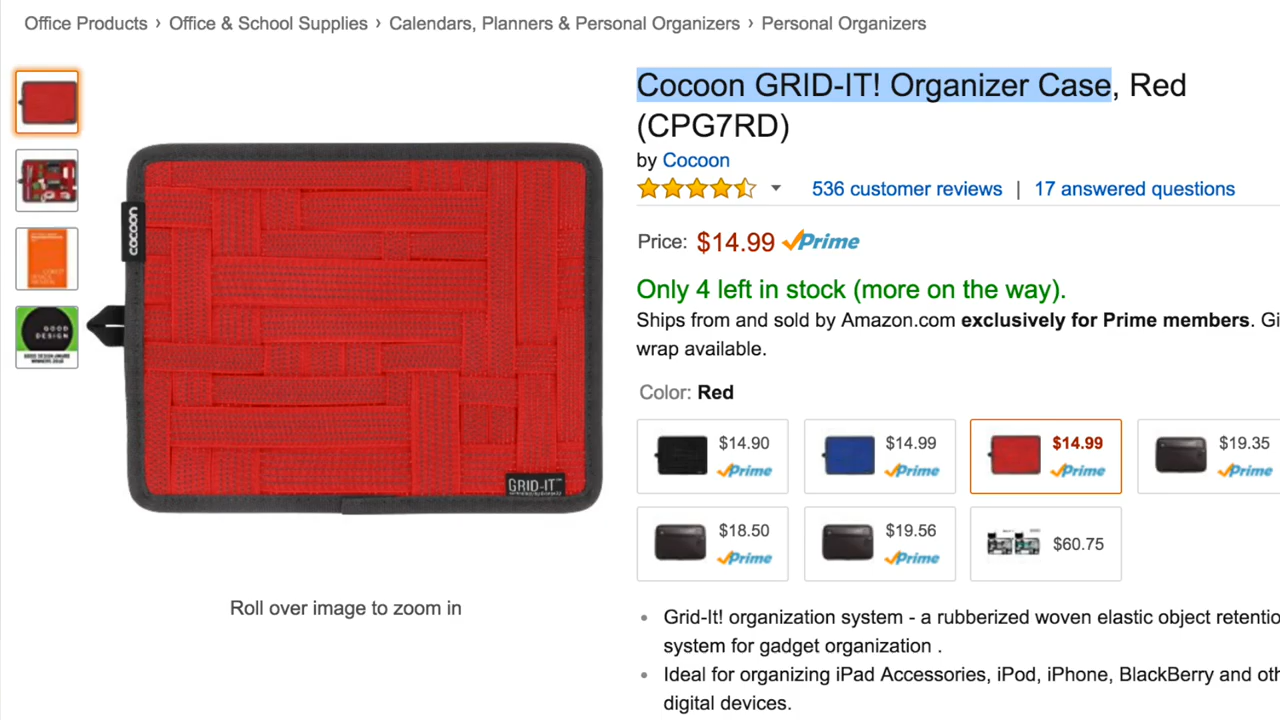 Office Products › Office & School Supplies › Calendars, Planners & Personal Organizers › Personal Organizers
Cocoon GRID-IT! Organizer Case, Red
(CPG7RD)
by Cocoon
536 customer reviews | 17 answered questions
Price: $14.99 Prime
Only 4 left in stock (more on the way).
Ships from and sold by Amazon.com exclusively for Prime members. Gi
wrap available.
Color: Red
$14.90 Prime
$14.99 Prime
$14.99 Prime
$19.35 Prime
$18.50 Prime
$19.56 Prime
$60.75
• Grid-It! organization system - a rubberized woven elastic object retentio
system for gadget organization .
• Ideal for organizing iPad Accessories, iPod, iPhone, BlackBerry and oth
digital devices.
cocoon
GRID-IT
GOOD
DESIGN
Roll over image to zoom in